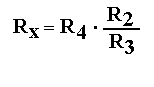 Rx = R4 · R2
R3